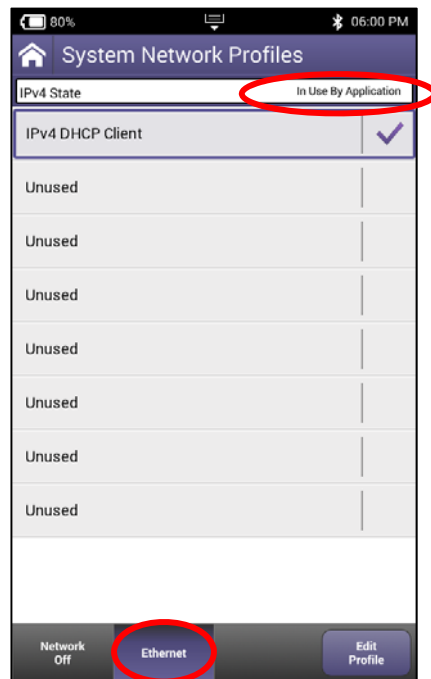 80% 06:00 PM
System Network Profiles
IPv4 State In Use By Application
IPv4 DHCP Client
Unused
Unused
Unused
Unused
Unused
Unused
Unused
Network Off
Ethernet
Edit Profile